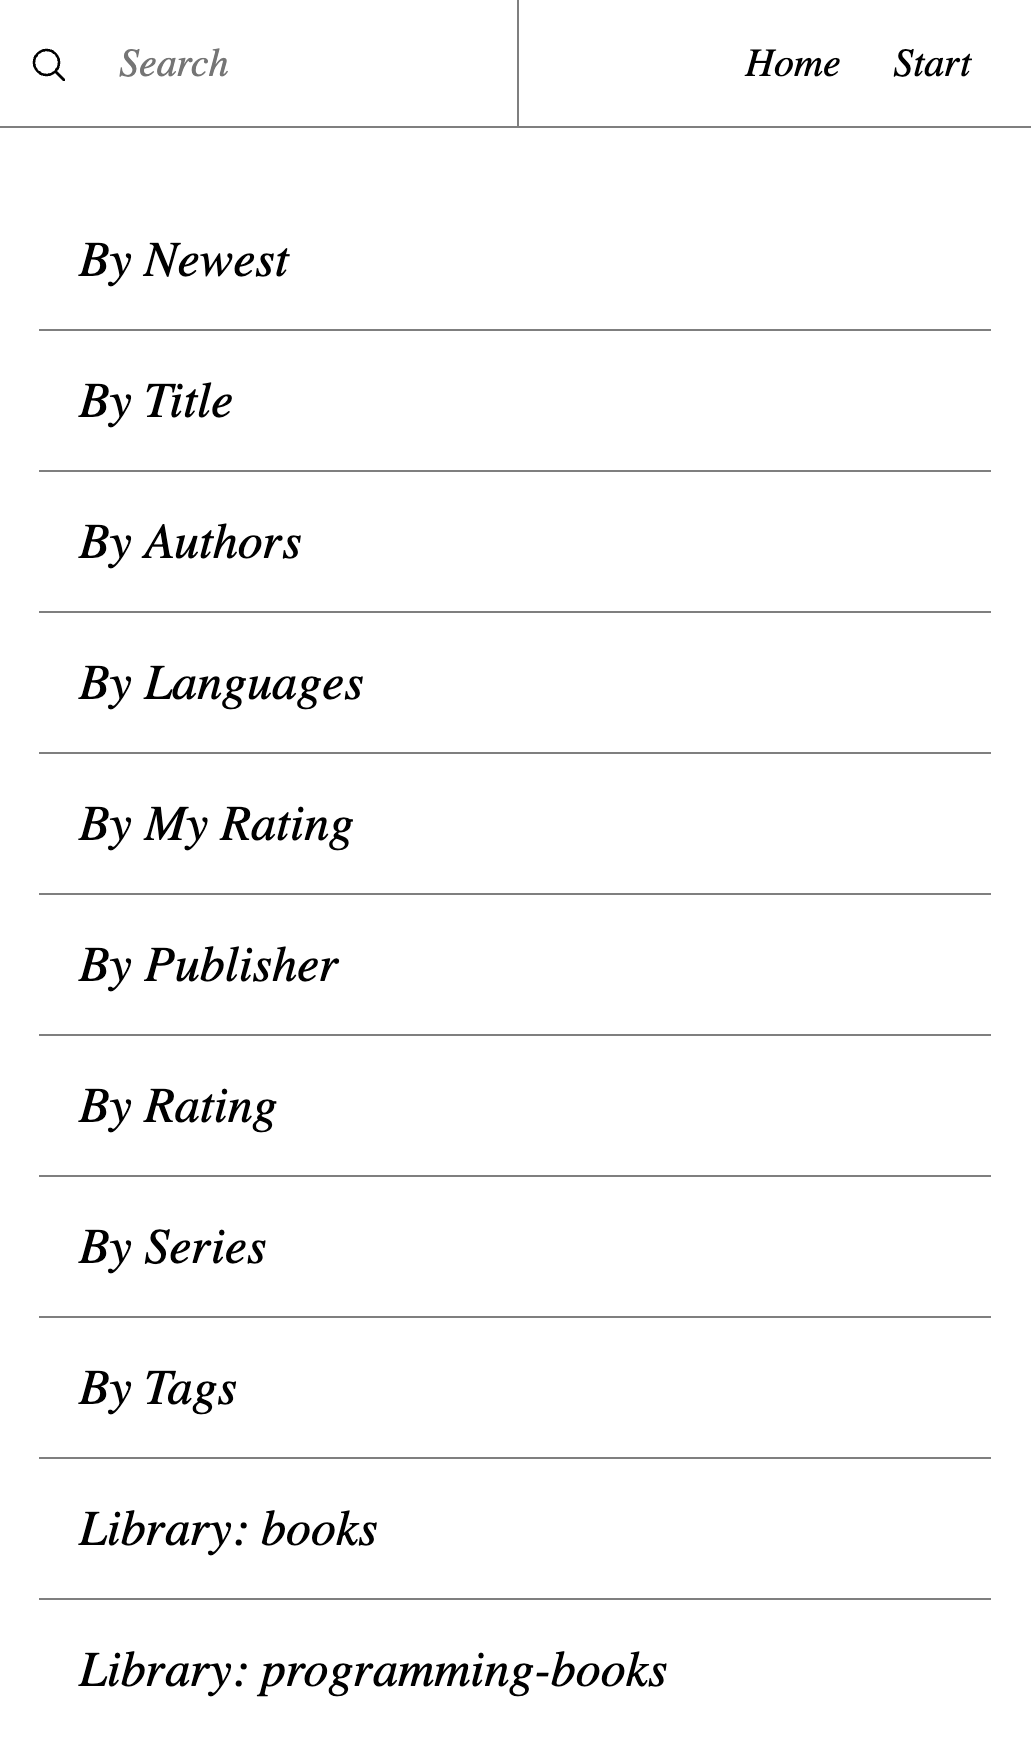 Search
Home Start
By Newest
By Title
By Authors
By Languages
By My Rating
By Publisher
By Rating
By Series
By Tags
Library: books
Library: programming-books